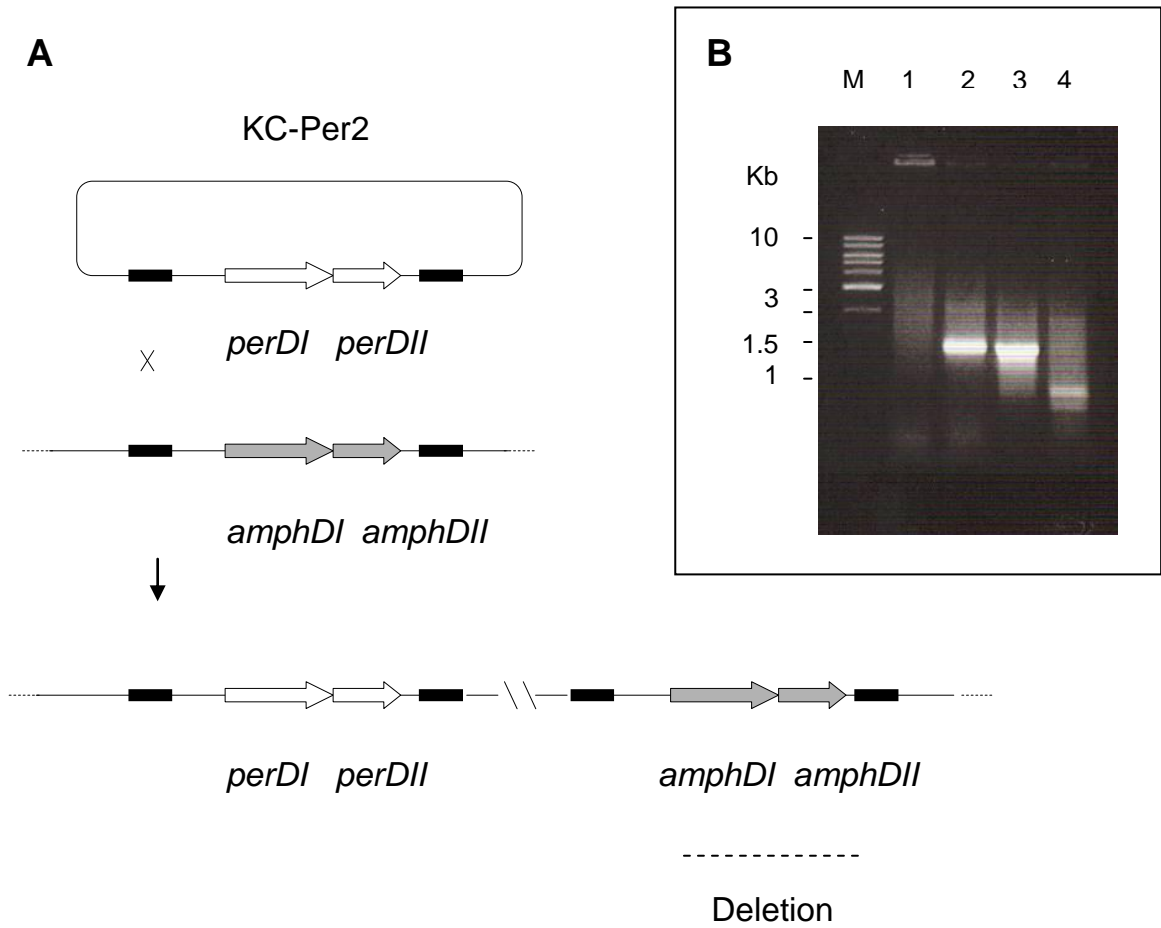 A
KC-Per2
perDI perDII
X
amphDI amphDII
perDI perDII
amphDI amphDII
Deletion
B
M 1 2 3 4
Kb
10 -
3 -
-
1.5 -
1 -